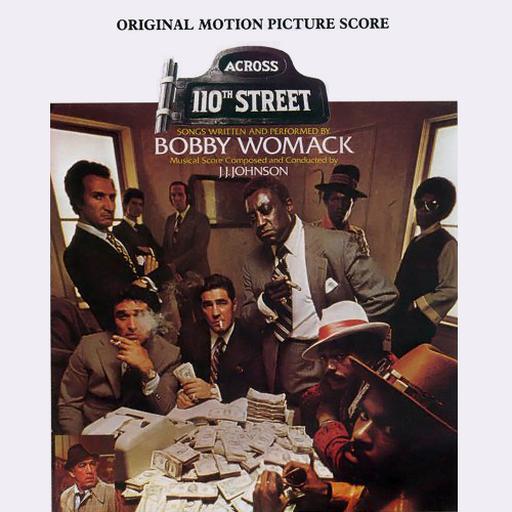 ORIGINAL MOTION PICTURE SCORE
ACROSS
110TH STREET
SONGS WRITTEN AND PERFORMED BY
BOBBY WOMACK
Musical Score Composed and Conducted by
J.J. JOHNSON